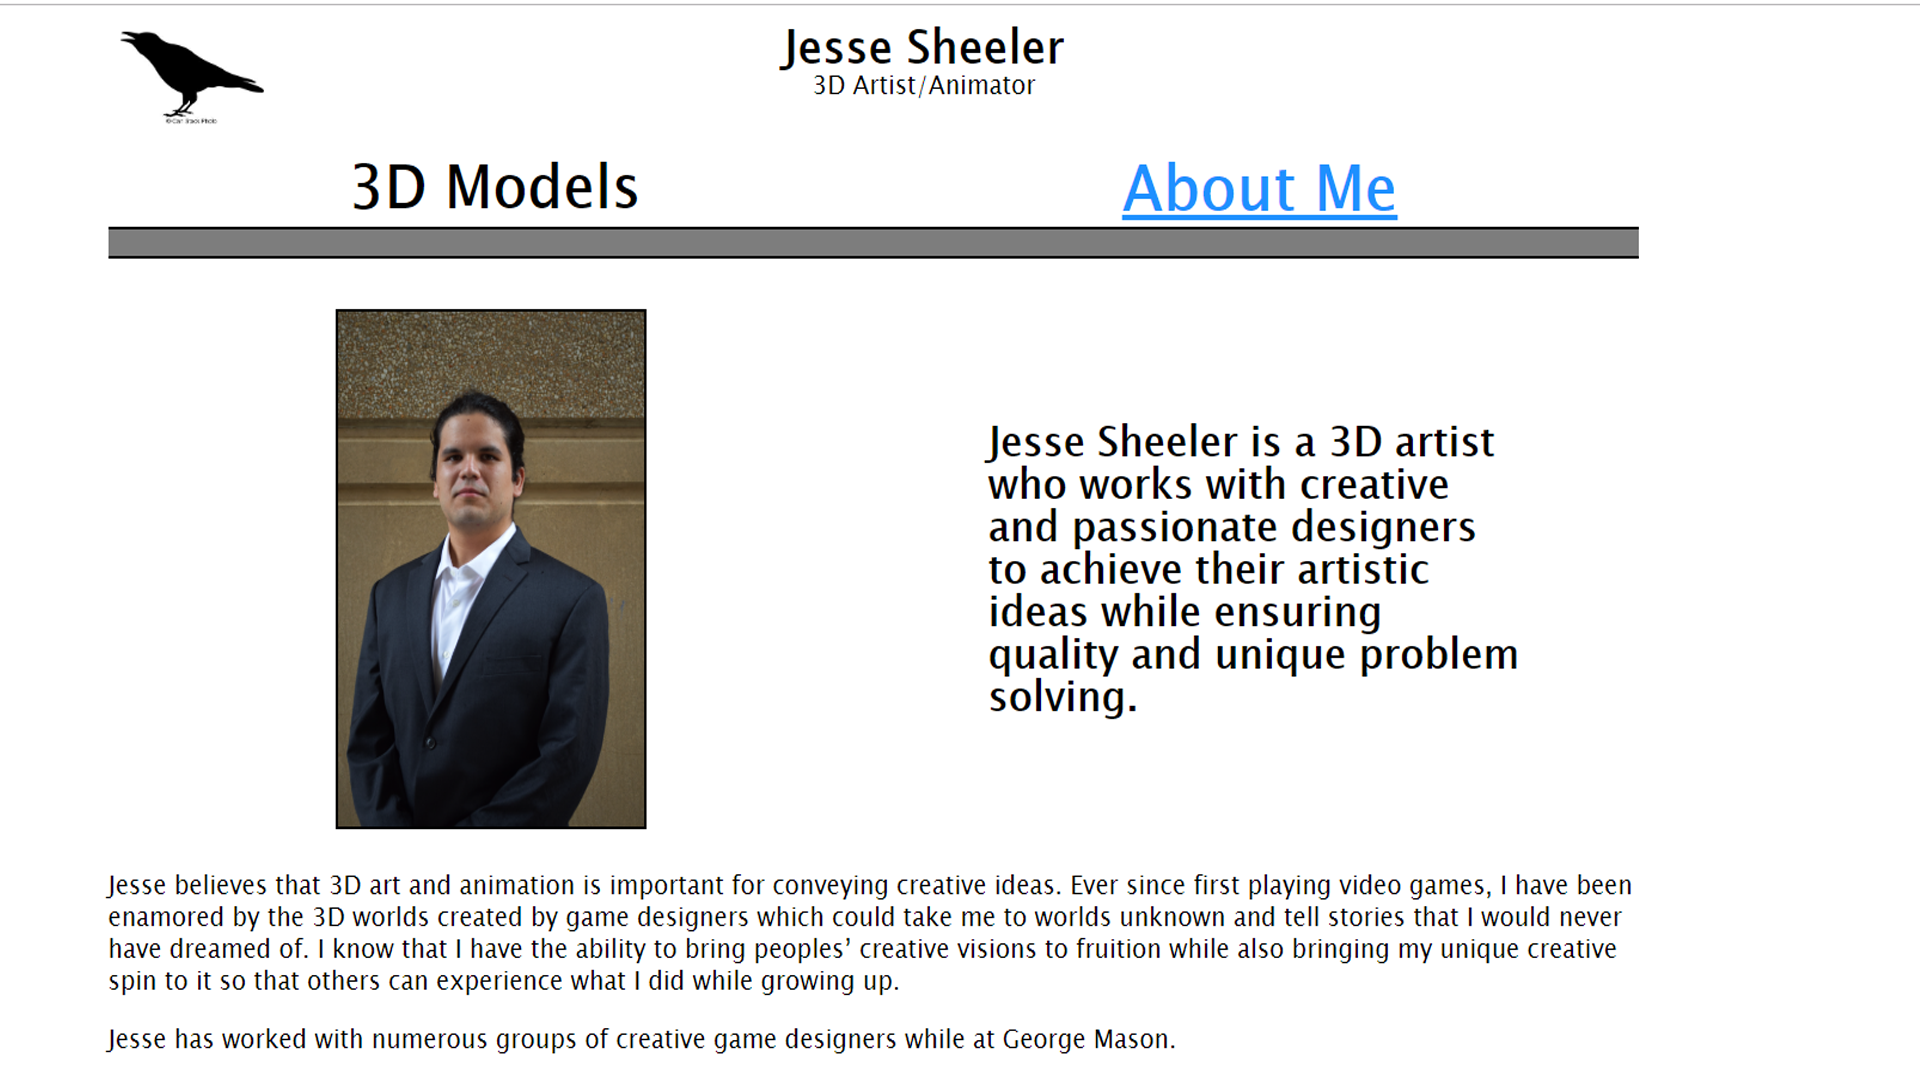 Jesse Sheeler
3D Artist/Animator
3D Models
About Me
Jesse Sheeler is a 3D artist
who works with creative
and passionate designers
to achieve their artistic
ideas while ensuring
quality and unique problem
solving.
Jesse believes that 3D art and animation is important for conveying creative ideas. Ever since first playing video games, I have been
enamored by the 3D worlds created by game designers which could take me to worlds unknown and tell stories that I would never
have dreamed of. I know that I have the ability to bring peoples’ creative visions to fruition while also bringing my unique creative
spin to it so that others can experience what I did while growing up.
Jesse has worked with numerous groups of creative game designers while at George Mason.